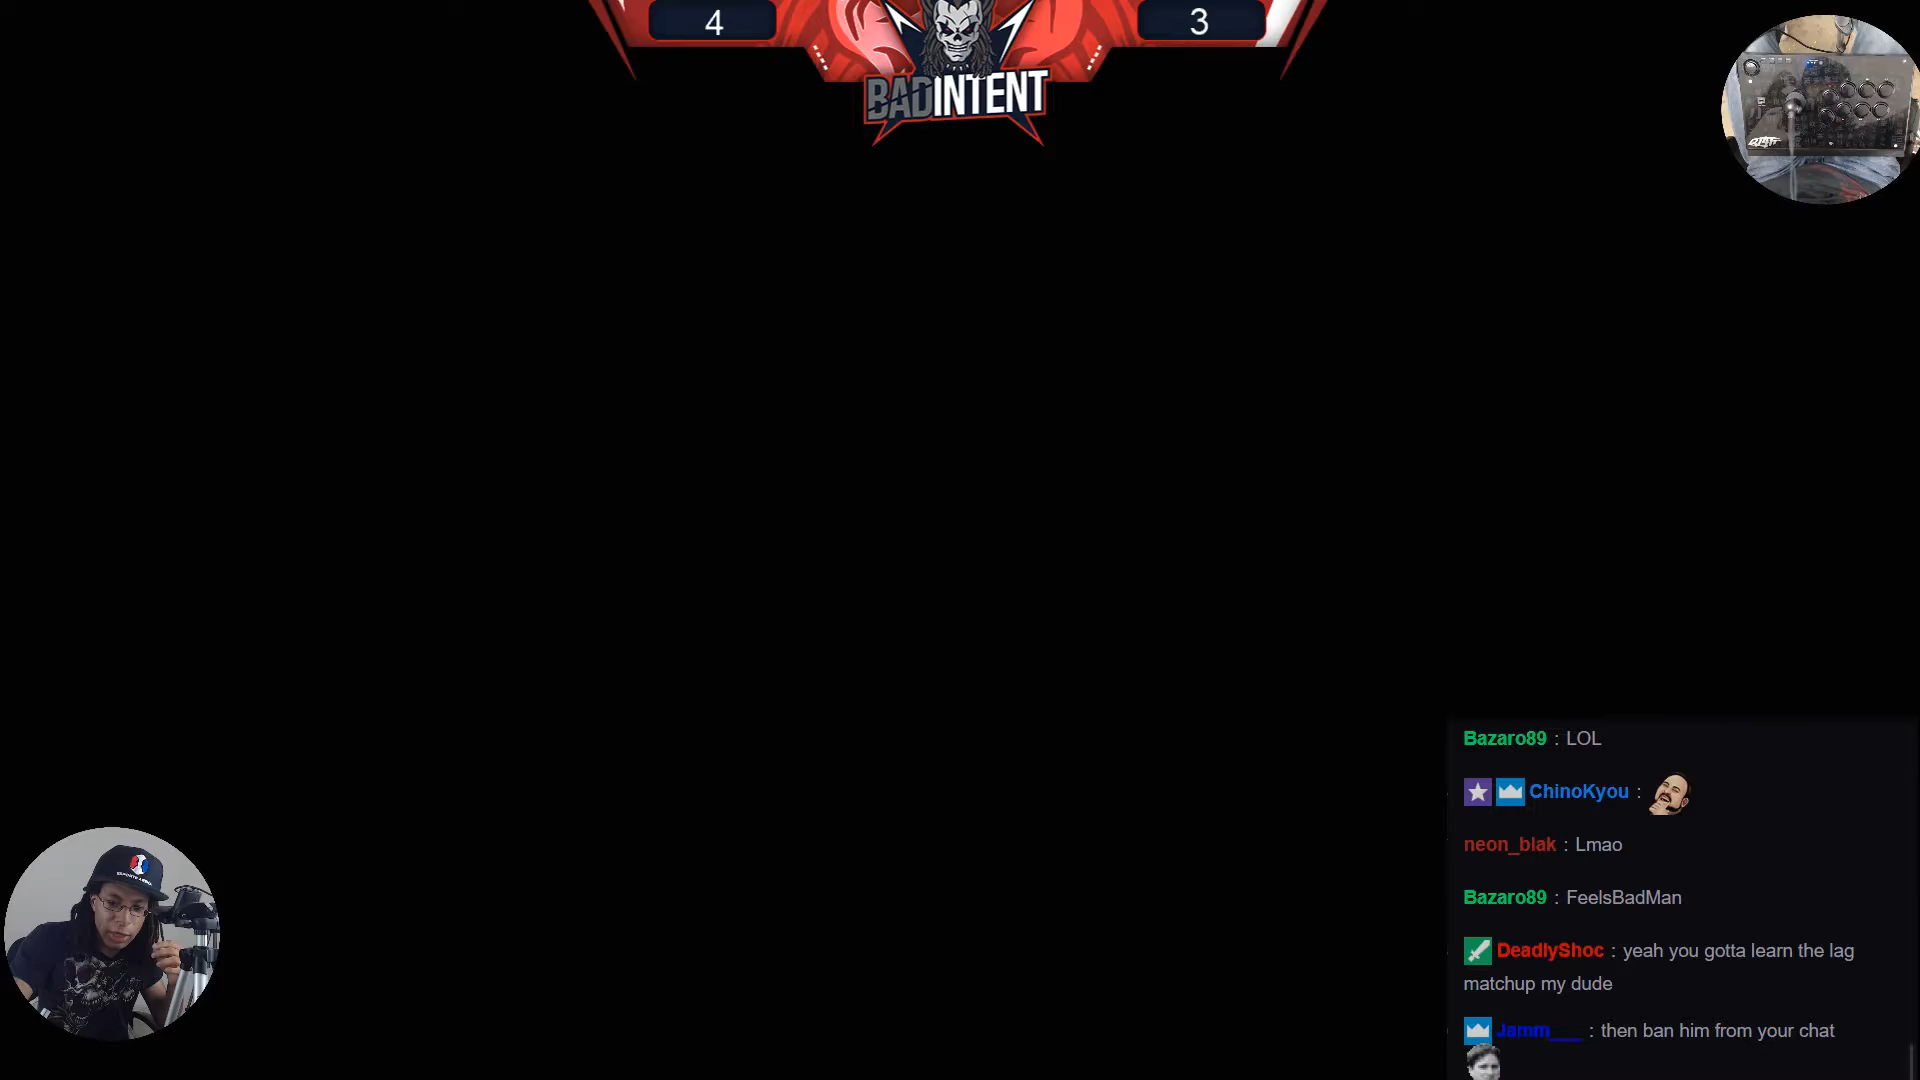 4
3
BADINTENT
Bazaro89 : LOL
ChinoKyou :
neon_blak : Lmao
Bazaro89 : FeelsBadMan
DeadlyShoc : yeah you gotta learn the lag
matchup my dude
Jamm___ : then ban him from your chat